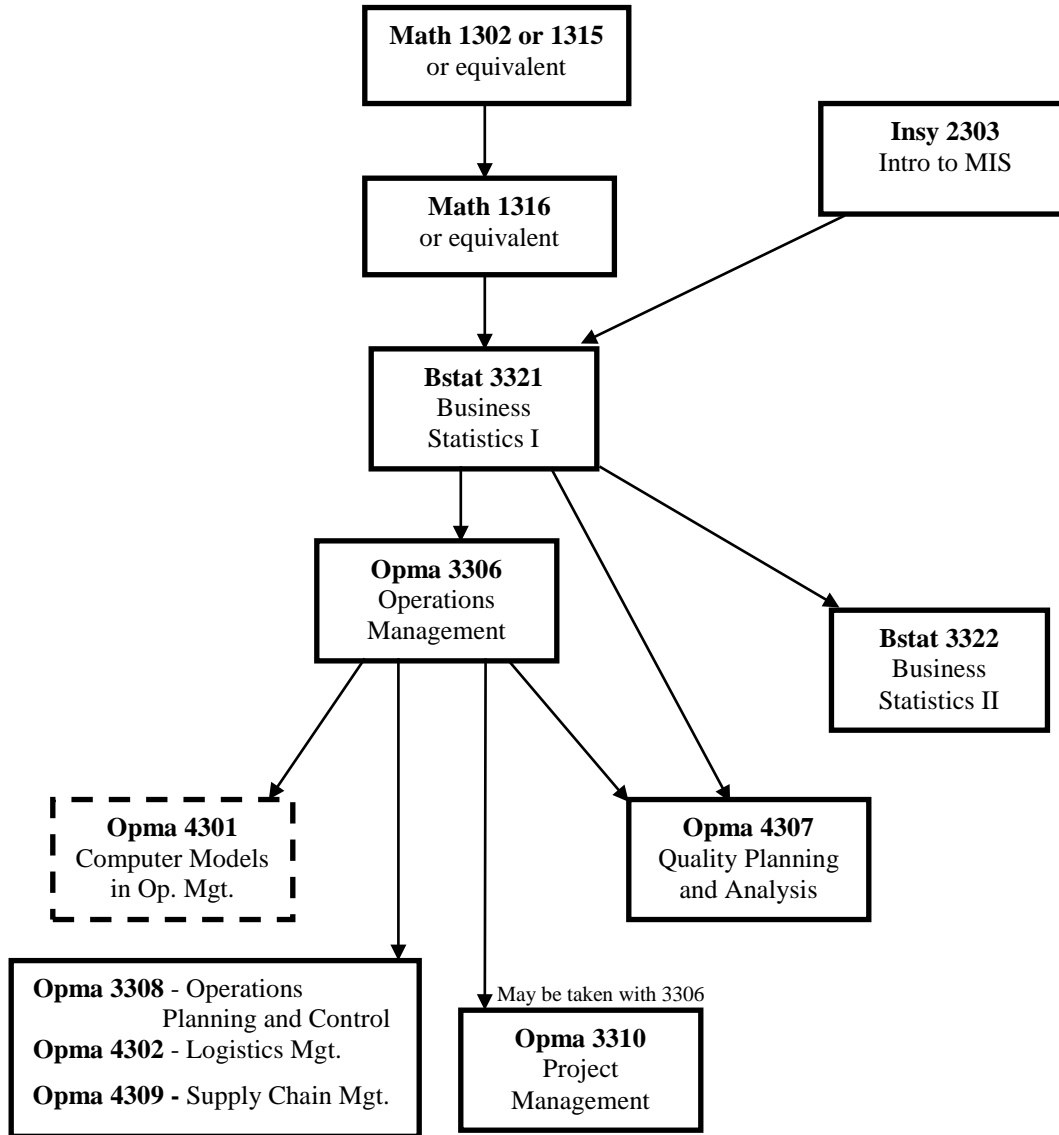 Math 1302 or 1315
or equivalent
Insy 2303
Intro to MIS
Math 1316
or equivalent
Bstat 3321
Business
Statistics I
Opma 3306
Operations
Management
Bstat 3322
Business
Statistics II
Opma 4301
Computer Models
in Op. Mgt.
Opma 4307
Quality Planning
and Analysis
Opma 3308 - Operations
Planning and Control
Opma 4302 - Logistics Mgt.
Opma 4309 - Supply Chain Mgt.
May be taken with 3306
Opma 3310
Project
Management